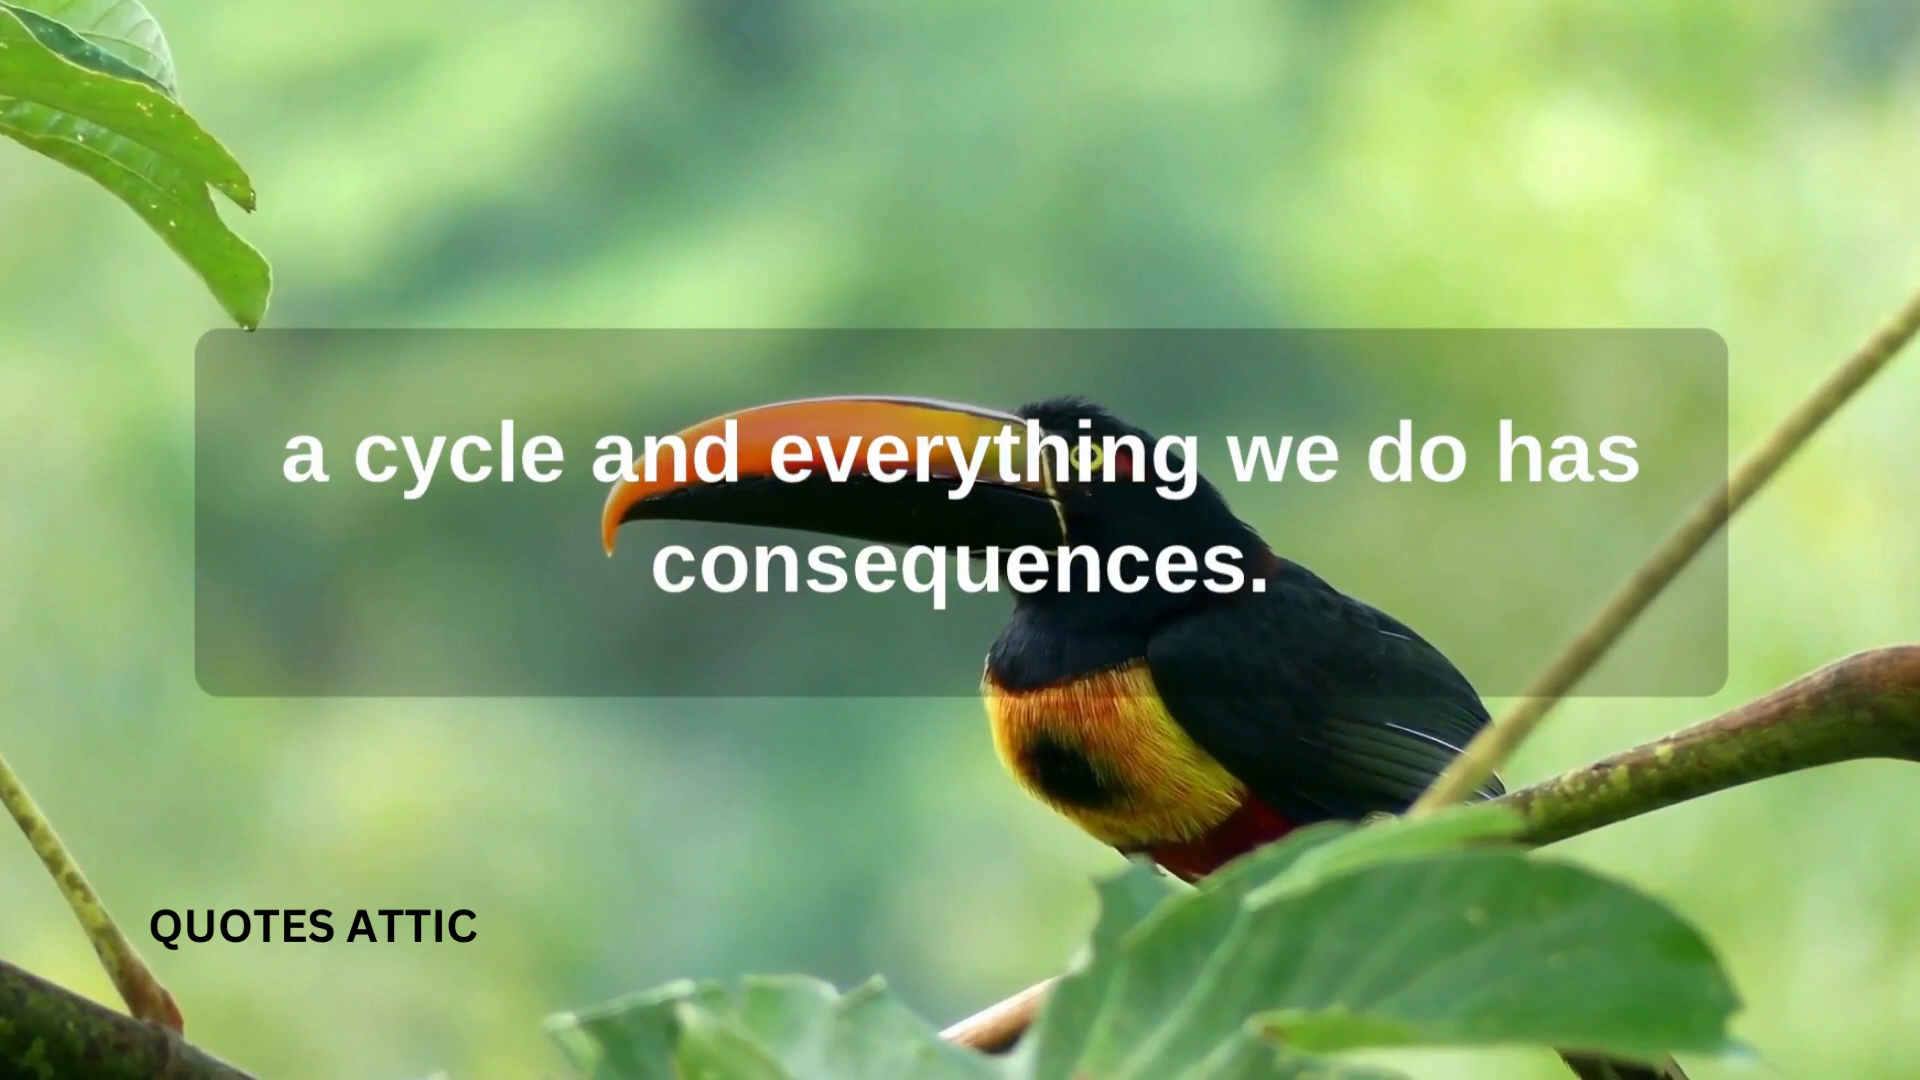 a cycle and everything we do has
consequences.
QUOTES ATTIC